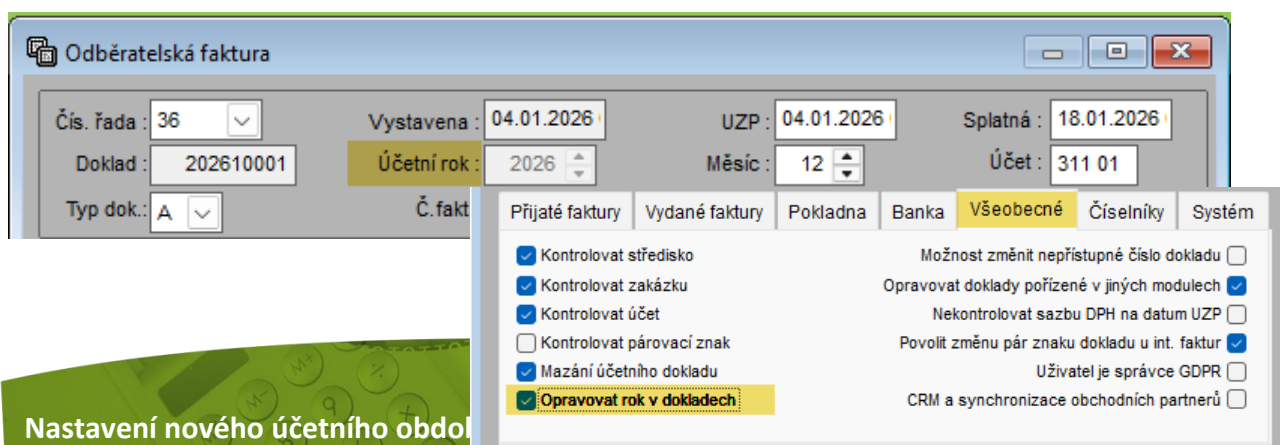 Odběratelská faktura
Čís. řada : 36 Vystavena : 04.01.2026 UZP : 04.01.2026 Splatná : 18.01.2026
Doklad : 202610001 Účetní rok : 2026 Měsíc : 12 Účet : 311 01
Typ dok.: A Č.fakt
Přijaté faktury Vydané faktury Pokladna Banka Všeobecné Číselníky Systém
Kontrolovat středisko Možnost změnit nepřístupné číslo dokladu
Kontrolovat zakázku Opravovat doklady pořízené v jiných modulech
Kontrolovat účet Nekontrolovat sazbu DPH na datum UZP
Kontrolovat párovací znak Povolit změnu pár znaku dokladu u int. faktur
Mazání účetního dokladu Uživatel je správce GDPR
Opravovat rok v dokladech CRM a synchronizace obchodních partnerů
Nastavení nového účetního obdob